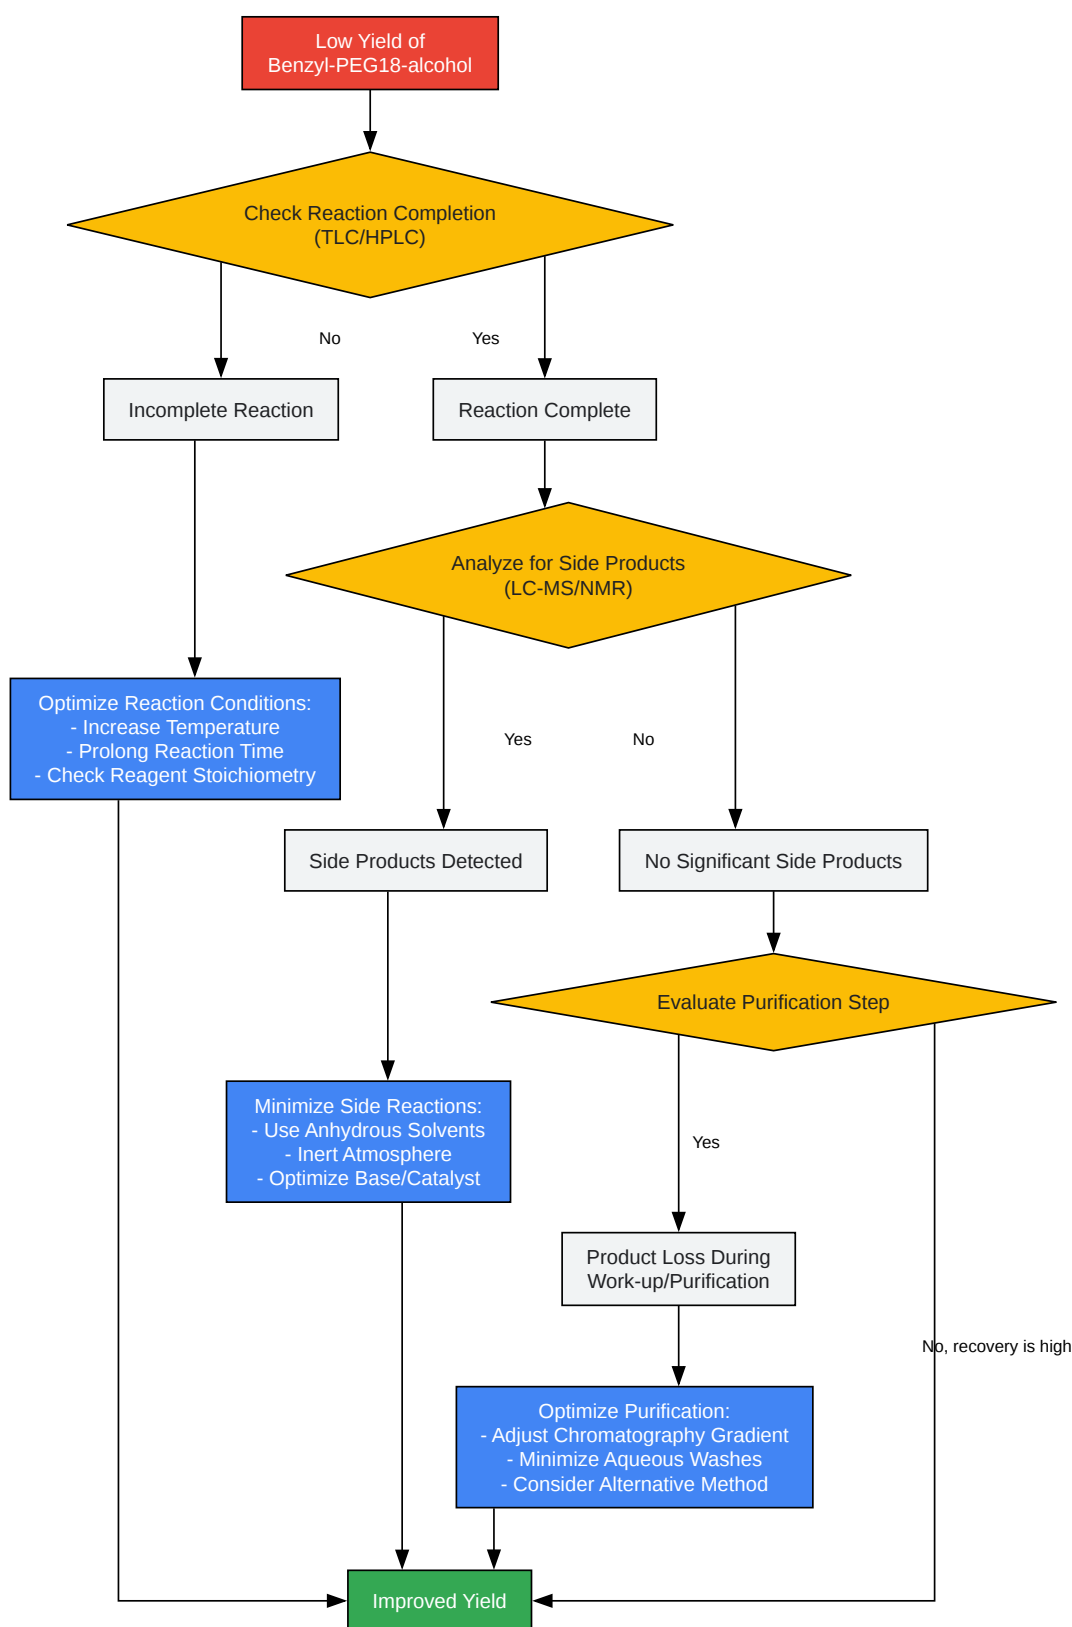 Low Yield of
Benzyl-PEG18-alcohol
Check Reaction Completion
(TLC/HPLC)
No
Yes
Incomplete Reaction
Reaction Complete
Analyze for Side Products
(LC-MS/NMR)
Optimize Reaction Conditions:
- Increase Temperature
- Prolong Reaction Time
- Check Reagent Stoichiometry
Yes
No
Side Products Detected
No Significant Side Products
Evaluate Purification Step
Minimize Side Reactions:
- Use Anhydrous Solvents
- Inert Atmosphere
- Optimize Base/Catalyst
Yes
Product Loss During
Work-up/Purification
No, recovery is high
Optimize Purification:
- Adjust Chromatography Gradient
- Minimize Aqueous Washes
- Consider Alternative Method
Improved Yield